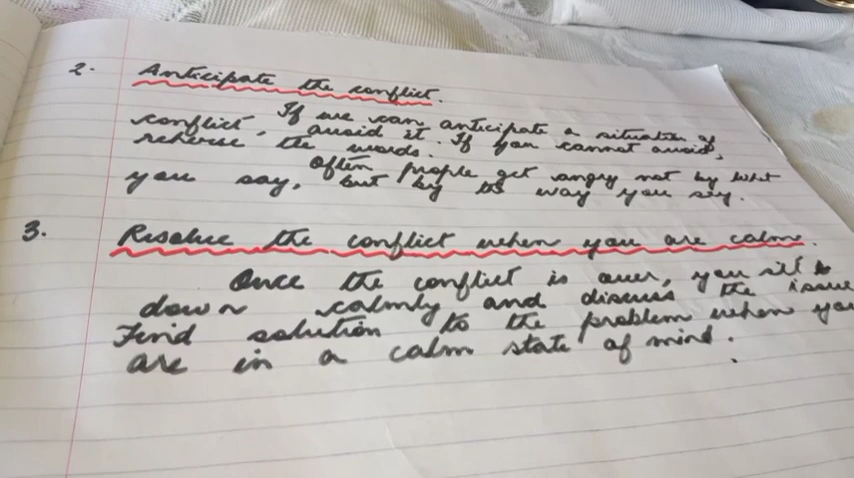 2. Anticipate the conflict.
If we can anticipate a situation of
conflict, avoid it. If you cannot avoid,
reherse the words.
Often people get angry not by what
you say, but by the way you say.
3. Resolve the conflict when you are calm.
Once the conflict is over, you sit
down calmly and discuss the issue
Find solution to the problem when you
are in a calm state of mind.